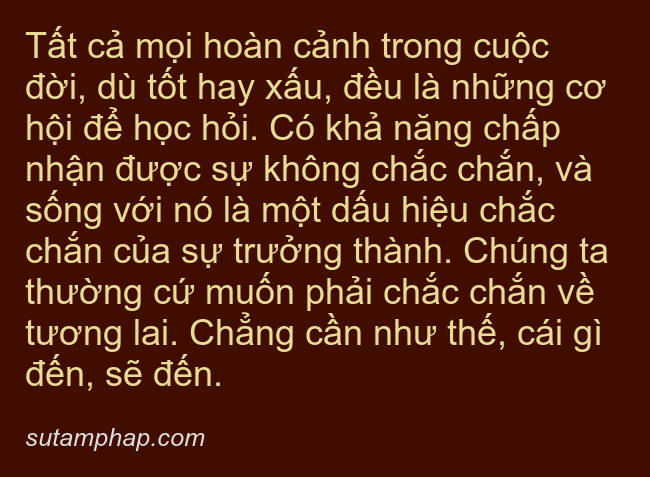 Tất cả mọi hoàn cảnh trong cuộc
đời, dù tốt hay xấu, đều là những cơ
hội để học hỏi. Có khả năng chấp
nhận được sự không chắc chắn, và
sống với nó là một dấu hiệu chắc
chắn của sự trưởng thành. Chúng ta
thường cứ muốn phải chắc chắn về
tương lai. Chẳng cần như thế, cái gì
đến, sẽ đến.
sutamphap.com